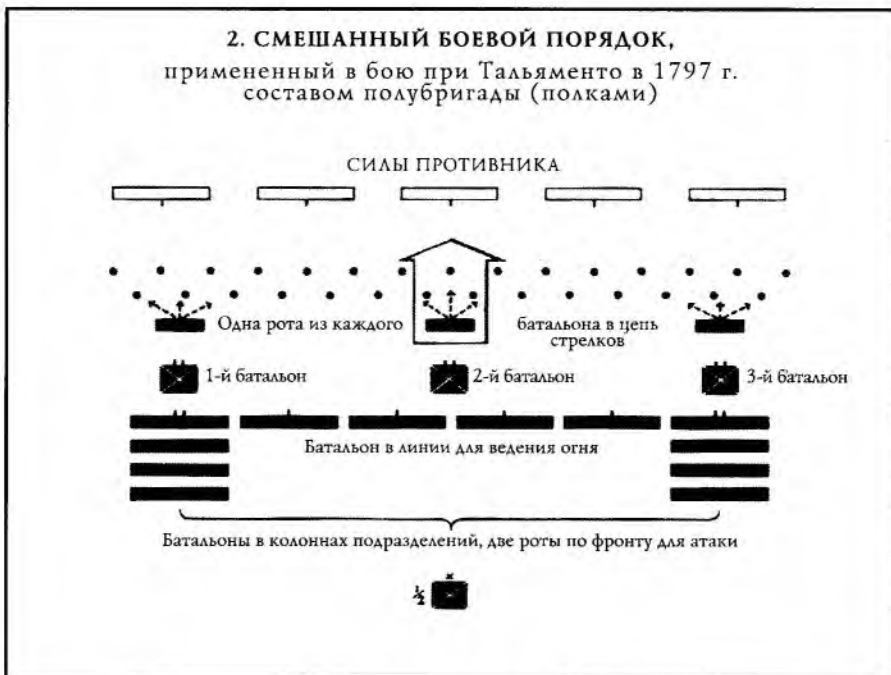 2. СМЕШАННЫЙ БОЕВОЙ ПОРЯДОК,
примененный в бою при Тальяменто в 1797 г.
составом полубригады (полками)
СИЛЫ ПРОТИВНИКА
Одна рота из каждого
батальона в цепь
стрелков
1-й батальон
2-й батальон
3-й батальон
Батальон в линии для ведения огня
Батальоны в колоннах подразделений, две роты по фронту для атаки
½